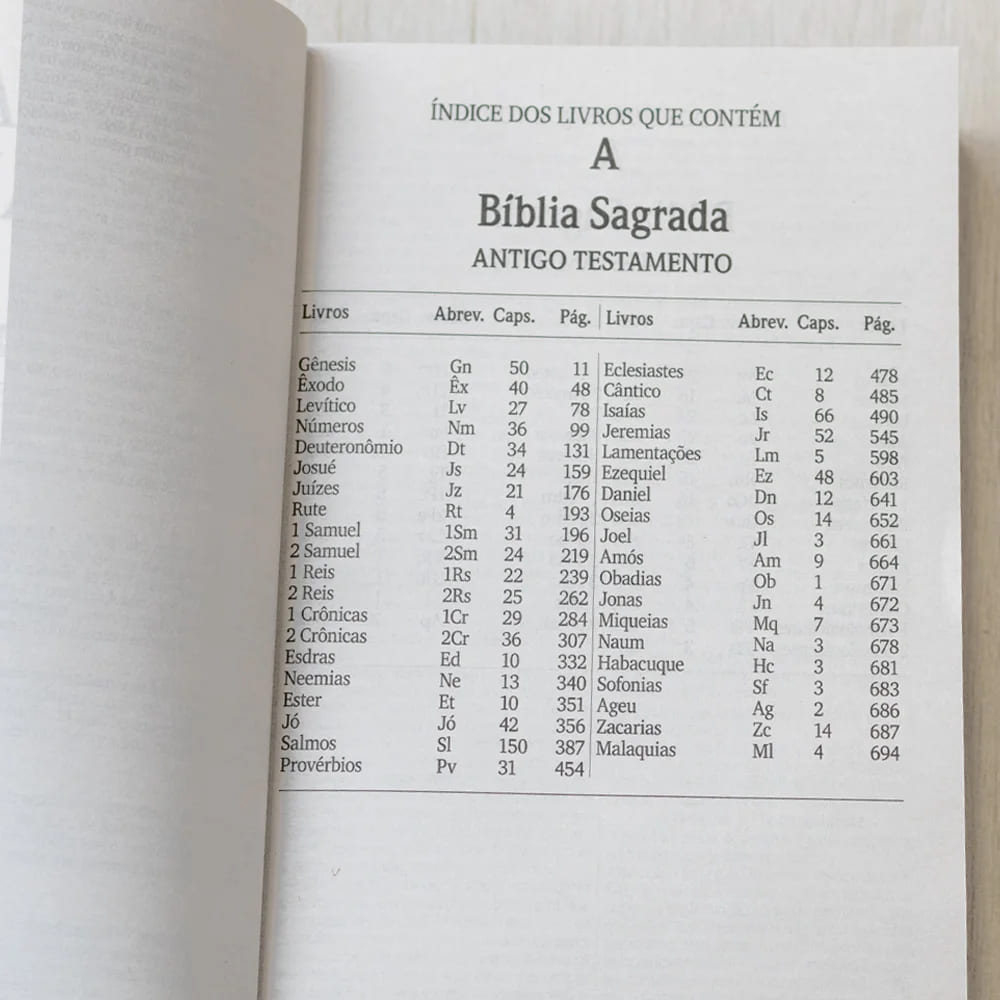 ÍNDICE DOS LIVROS QUE CONTÉM
A
Bíblia Sagrada
ANTIGO TESTAMENTO
Livros Abrev. Caps. Pág. Livros Abrev. Caps. Pág.
Gênesis Gn 50 11 Eclesiastes Ec 12 478
Êxodo Êx 40 48 Cântico Ct 8 485
Levítico Lv 27 78 Isaías Is 66 490
Números Nm 36 99 Jeremias Jr 52 545
Deuteronômio Dt 34 131 Lamentações Lm 5 598
Josué Js 24 159 Ezequiel Ez 48 603
Juízes Jz 21 176 Daniel Dn 12 641
Rute Rt 4 193 Oseias Os 14 652
1 Samuel 1Sm 31 196 Joel Jl 3 661
2 Samuel 2Sm 24 219 Amós Am 9 664
1 Reis 1Rs 22 239 Obadias Ob 1 671
2 Reis 2Rs 25 262 Jonas Jn 4 672
1 Crônicas 1Cr 29 284 Miqueias Mq 7 673
2 Crônicas 2Cr 36 307 Naum Na 3 678
Esdras Ed 10 332 Habacuque Hc 3 681
Neemias Ne 13 340 Sofonias Sf 3 683
Ester Et 10 351 Ageu Ag 2 686
Jó Jó 42 356 Zacarias Zc 14 687
Salmos Sl 150 387 Malaquias Ml 4 694
Provérbios Pv 31 454